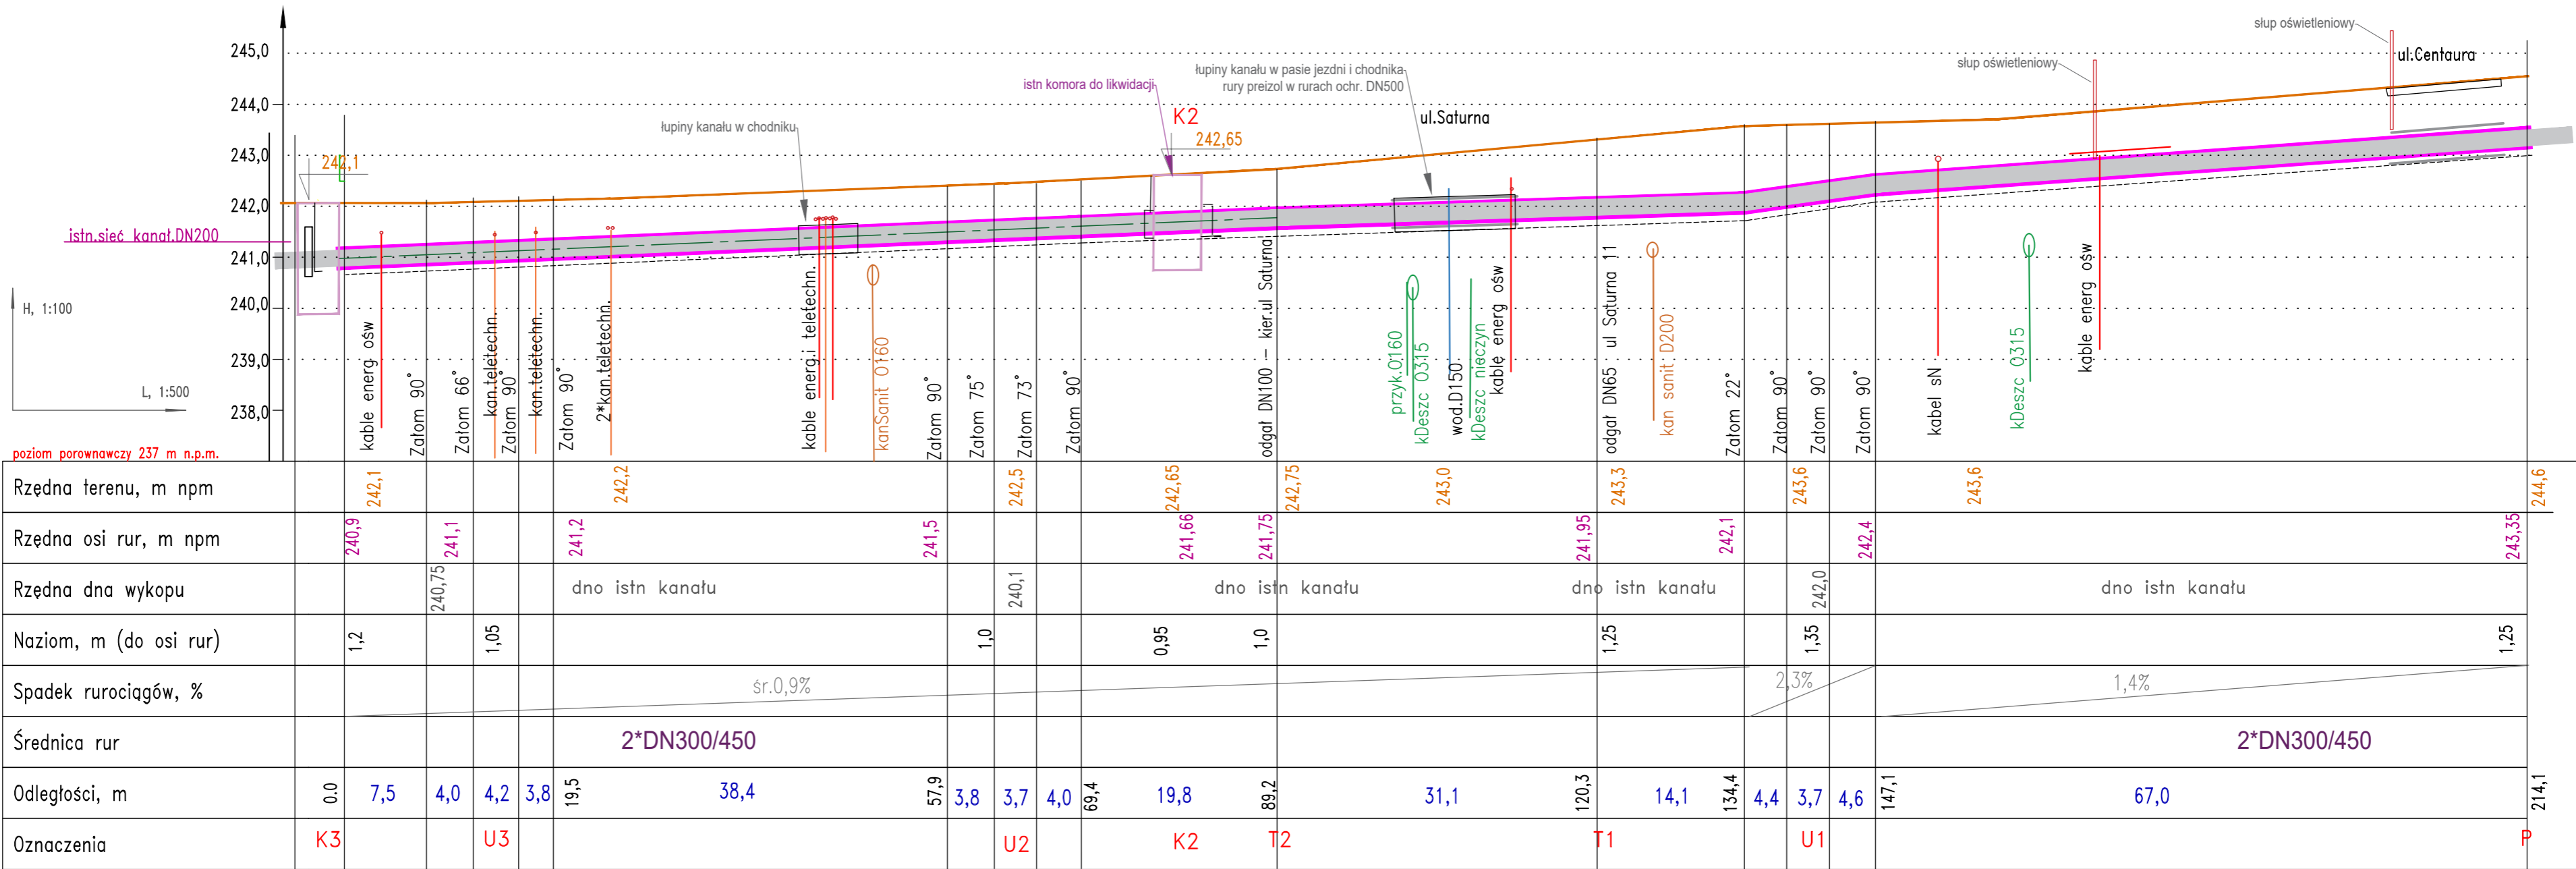 245,0
244,0
243,0
242,0
241,0
240,0
239,0
238,0
H, 1:100
L, 1:500
poziom porownawczy 237 m n.p.m.
istn.sieć kanał.DN200
242,1
łupiny kanału w chodniku
istn komora do likwidacji
K2
242,65
łupiny kanału w pasie jezdni i chodnika
rury preizol w rurach ochr. DN500
ul.Saturna
słup oświetleniowy
słup oświetleniowy
ul.Centaura
kable energ ośw
Załom 90°
Załom 66°
kan.teletechn.
Załom 90°
kan.teletechn.
Załom 90°
2*kan.teletechn.
kable energ.i teletechn.
kanSanit O160
Załom 90°
Załom 75°
Załom 73°
Załom 90°
odgał DN100 – kier.ul Saturna
przyk.O160
kDeszc O315
wod.D150
kDeszc nieczyn
kable energ ośw
odgał DN65 ul Saturna 11
kan sanit D200
Załom 22°
Załom 90°
Załom 90°
Załom 90°
kabel sN
kDeszc O315
kable energ ośw
Rzędna terenu, m npm
242,1
242,2
242,5
242,65
242,75
243,0
243,3
243,6
243,6
244,6
Rzędna osi rur, m npm
240,9
241,1
241,2
241,5
241,66
241,75
241,95
242,1
242,4
243,35
Rzędna dna wykopu
240,75
dno istn kanału
240,1
dno istn kanału
dno istn kanału
242,0
dno istn kanału
Naziom, m (do osi rur)
1,2
1,05
1,0
0,95
1,0
1,25
1,35
1,25
Spadek rurociągów, %
śr.0,9%
2,3%
1,4%
Średnica rur
2*DN300/450
2*DN300/450
Odległości, m
0.0
7,5
4,0
4,2
3,8
19,5
38,4
57,9
3,8
3,7
4,0
69,4
19,8
89,2
31,1
120,3
14,1
134,4
4,4
3,7
4,6
147,1
67,0
214,1
Oznaczenia
K3
U3
U2
K2
T2
T1
U1
P